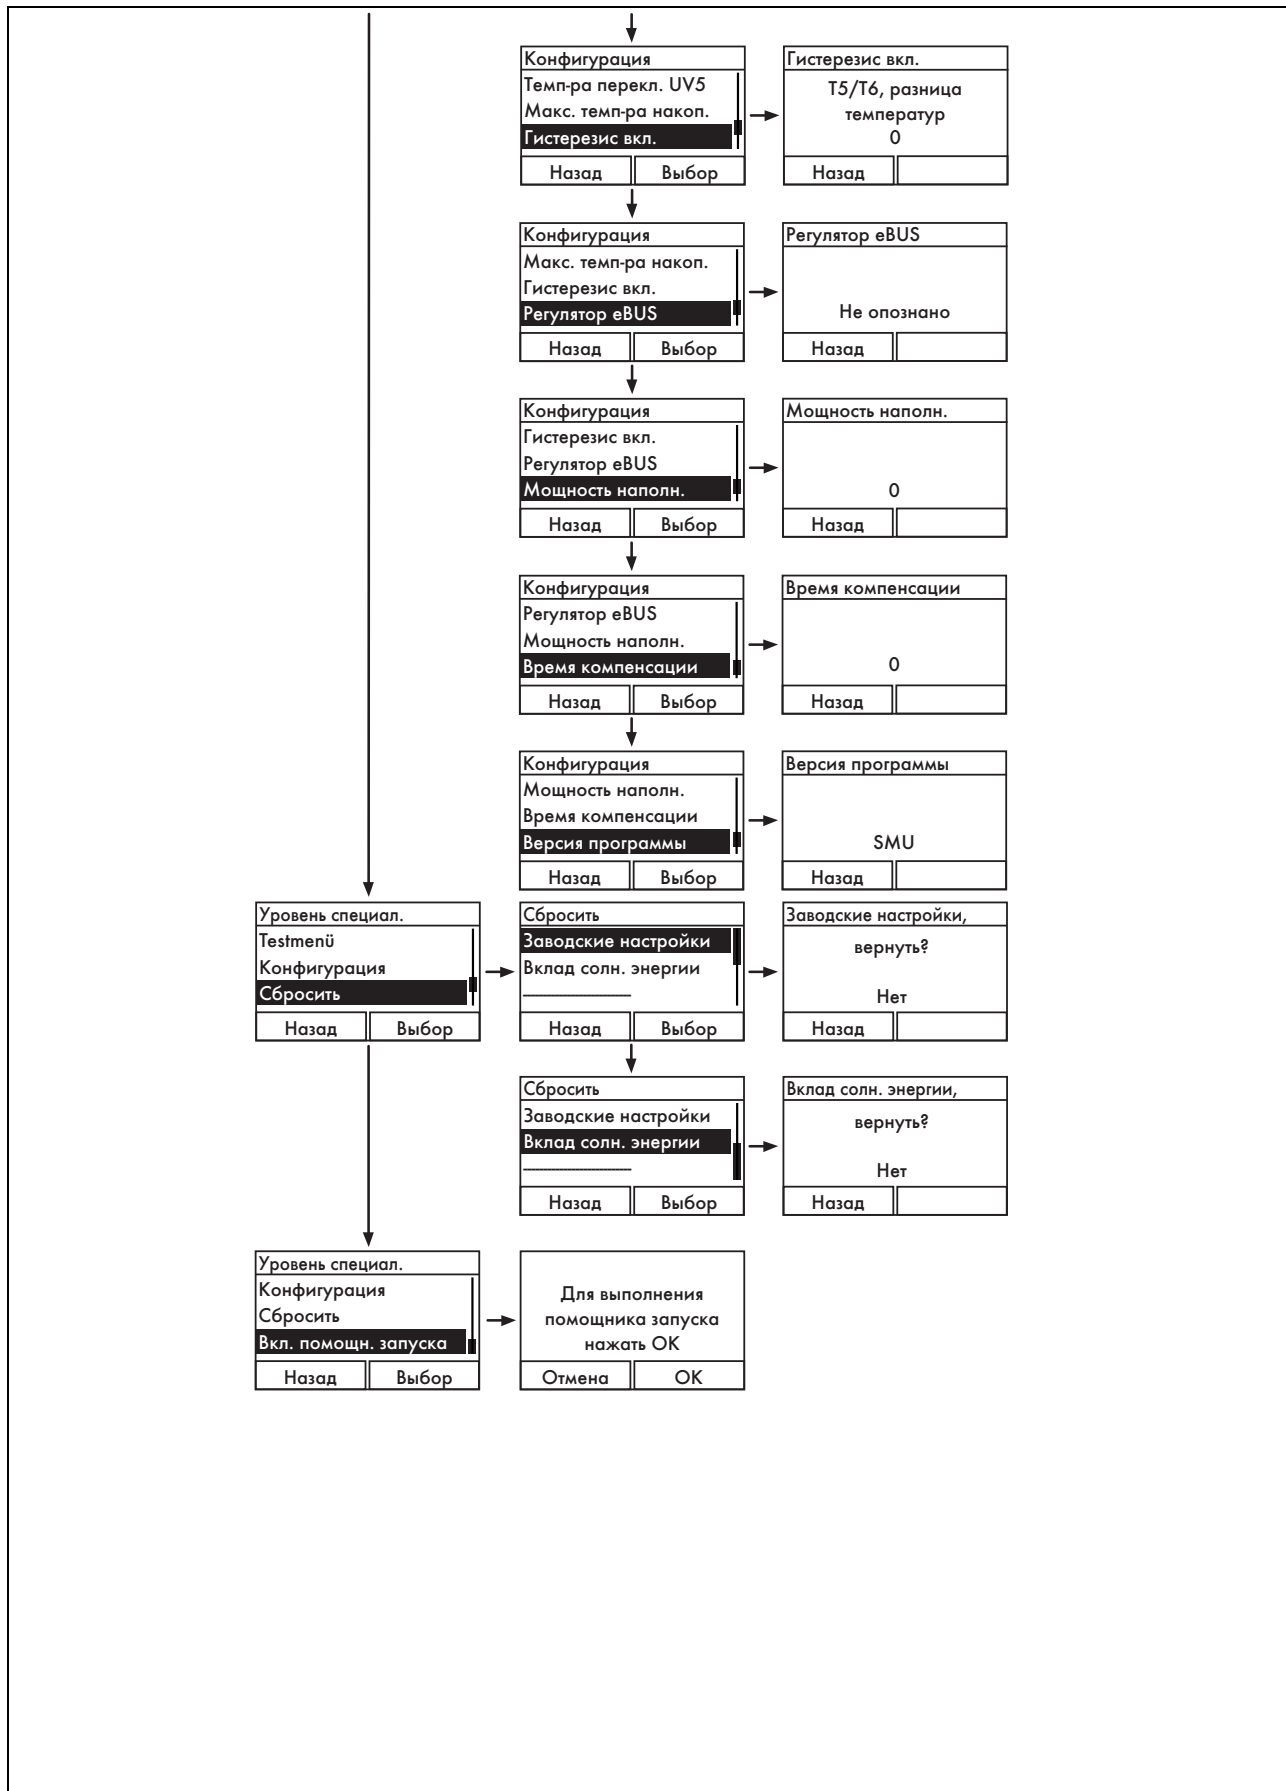 Конфигурация
Темп-ра перекл. UV5
Макс. темп-ра накоп.
Гистерезис вкл.
Назад Выбор
Гистерезис вкл.
T5/T6, разница
температур
0
Назад
Конфигурация
Макс. темп-ра накоп.
Гистерезис вкл.
Регулятор eBUS
Назад Выбор
Регулятор eBUS
Не опознано
Назад
Конфигурация
Гистерезис вкл.
Регулятор eBUS
Мощность наполн.
Назад Выбор
Мощность наполн.
0
Назад
Конфигурация
Регулятор eBUS
Мощность наполн.
Время компенсации
Назад Выбор
Время компенсации
0
Назад
Конфигурация
Мощность наполн.
Время компенсации
Версия программы
Назад Выбор
Версия программы
SMU
Назад
Уровень специал.
Testmenü
Конфигурация
Сбросить
Назад Выбор
Сбросить
Заводские настройки
Вклад солн. энергии
Назад Выбор
Заводские настройки,
вернуть?
Нет
Назад
Сбросить
Заводские настройки
Вклад солн. энергии
Назад Выбор
Вклад солн. энергии,
вернуть?
Нет
Назад
Уровень специал.
Конфигурация
Сбросить
Вкл. помощн. запуска
Назад Выбор
Для выполнения
помощника запуска
нажать ОК
Отмена ОК